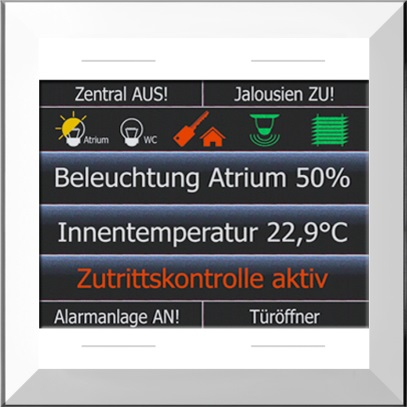 Zentral AUS! Jalousien ZU!
Atrium WC
Beleuchtung Atrium 50%
Innentemperatur 22,9°C
Zutrittskontrolle aktiv
Alarmanlage AN! Türöffner